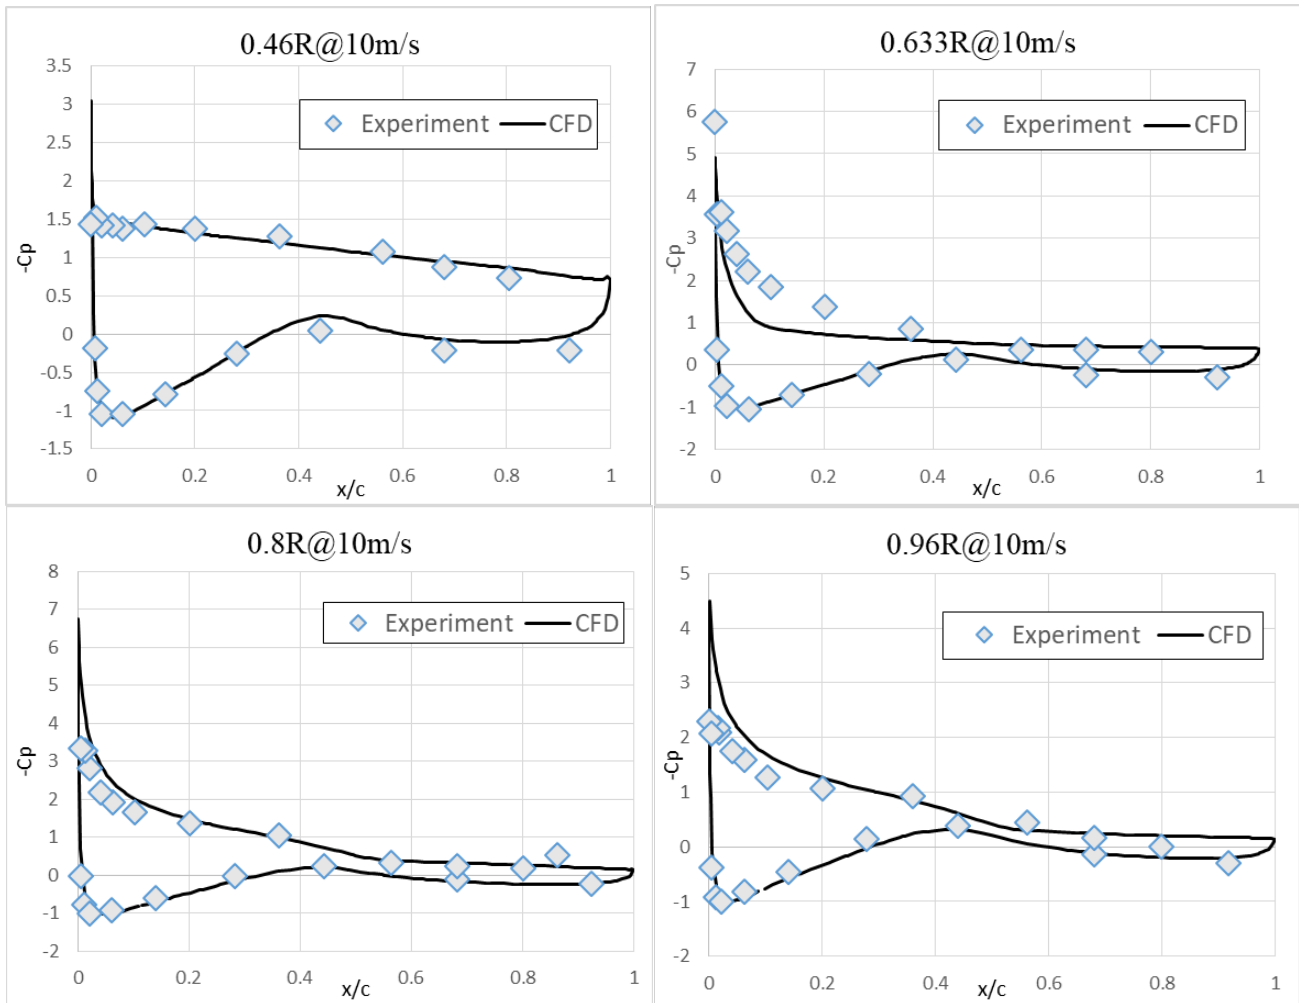 0.46R@10m/s
3.5
3
2.5
2
1.5
1
0.5
0
-0.5
-1
-1.5
-Cp
Experiment CFD
0 0.2 0.4 0.6 0.8 1
x/c
0.633R@10m/s
7
6
5
4
3
2
1
0
-1
-2
-Cp
Experiment CFD
0 0.2 0.4 0.6 0.8 1
x/c
0.8R@10m/s
8
7
6
5
4
3
2
1
0
-1
-2
-Cp
Experiment CFD
0 0.2 0.4 0.6 0.8 1
x/c
0.96R@10m/s
5
4
3
2
1
0
-1
-2
-Cp
Experiment CFD
0 0.2 0.4 0.6 0.8 1
x/c